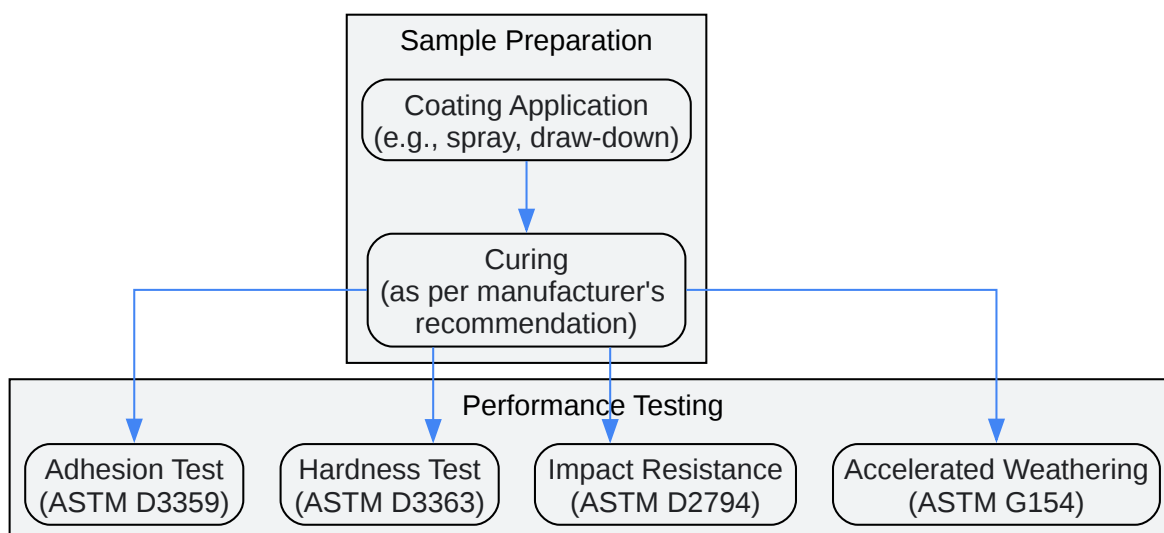 Sample Preparation
Coating Application
(e.g., spray, draw-down)
Curing
(as per manufacturer's
recommendation)
Performance Testing
Adhesion Test
(ASTM D3359)
Hardness Test
(ASTM D3363)
Impact Resistance
(ASTM D2794)
Accelerated Weathering
(ASTM G154)